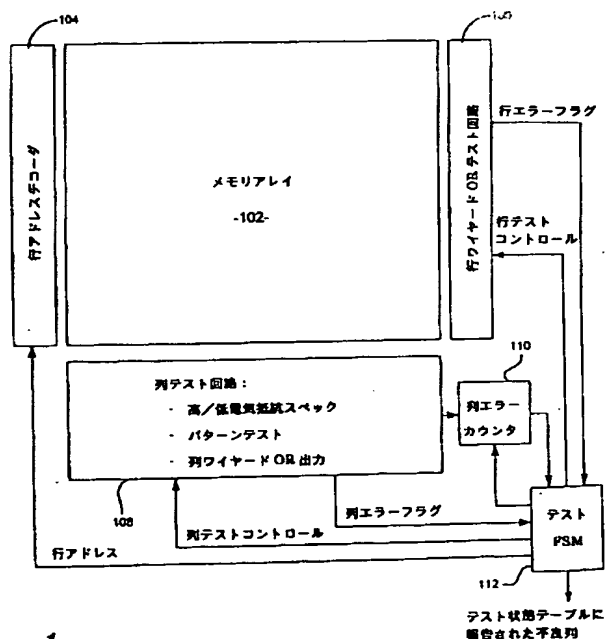 104
行アドレスデコーダ
メモリアレイ
-102-
行ワイヤード OR テスト回路
行エラーフラグ
行テスト
コントロール
列テスト回路：
- 高／低電気抵抗スペック
- パターンテスト
- 列ワイヤード OR 出力
108
110
列エラー
カウンタ
列エラーフラグ
列テストコントロール
行アドレス
テスト
FSM
112
テスト状態テーブルに
報告された不良列